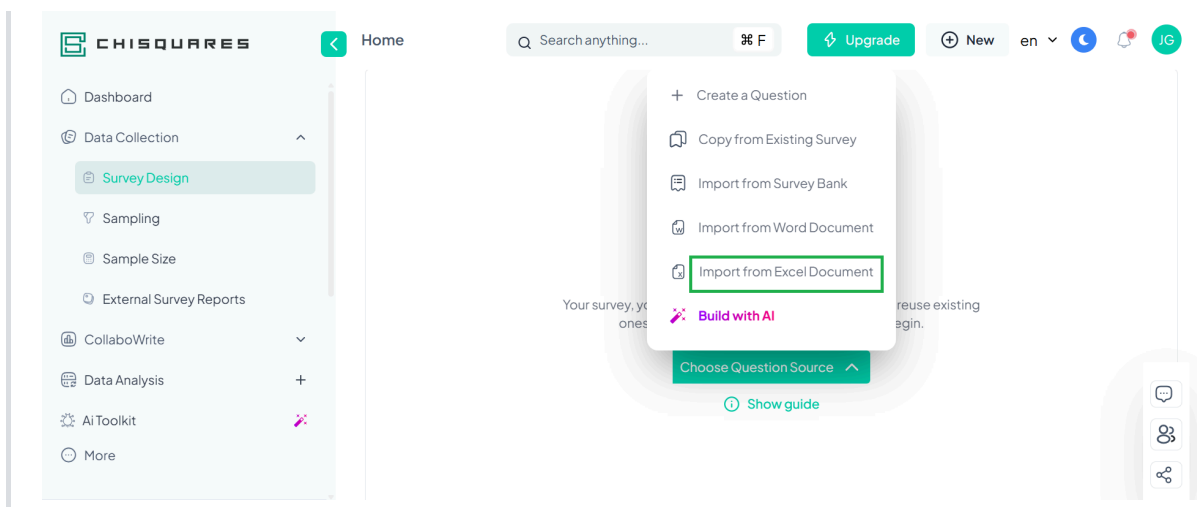 CHISQUARES
Home
Search anything...
⌘ F
Upgrade
New
en
JG
Dashboard
Data Collection
Survey Design
Sampling
Sample Size
External Survey Reports
CollaboWrite
Data Analysis
Ai Toolkit
More
Create a Question
Copy from Existing Survey
Import from Survey Bank
Import from Word Document
Import from Excel Document
Build with AI
Your survey, reuse existing
ones egin.
Choose Question Source
Show guide